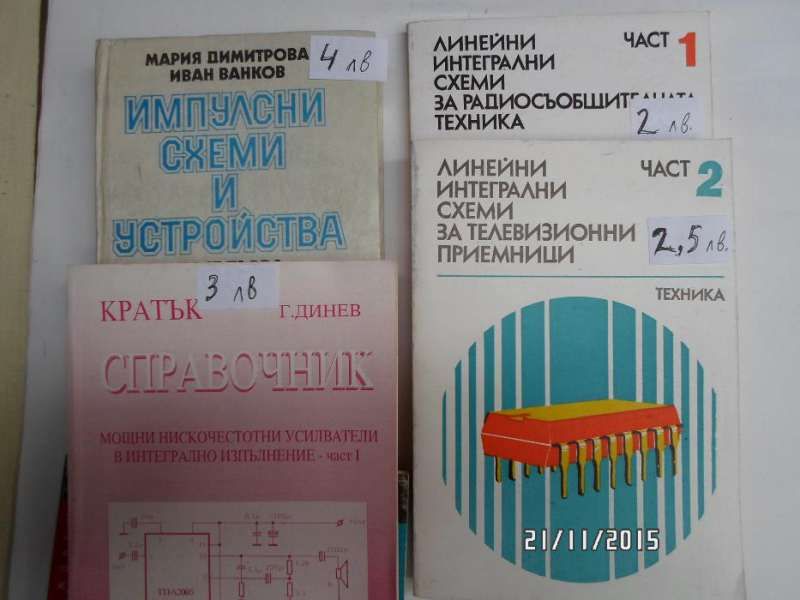 МАРИЯ ДИМИТРОВА
ИВАН ВАНКОВ
4 лв
ИМПУЛСНИ
СХЕМИ
И
УСТРОЙСТВА
ЛИНЕЙНИ ЧАСТ 1
ИНТЕГРАЛНИ
СХЕМИ
ЗА РАДИОСЪОБЩИТЕЛНАТА
ТЕХНИКА
2 лв.
ЛИНЕЙНИ ЧАСТ 2
ИНТЕГРАЛНИ
СХЕМИ
ЗА ТЕЛЕВИЗИОННИ
ПРИЕМНИЦИ
2,5 лв.
ТЕХНИКА
3 лв
КРАТЪК Г.ДИНЕВ
СПРАВОЧНИК
МОЩНИ НИСКОЧЕСТОТНИ УСИЛВАТЕЛИ
В ИНТЕГРАЛНО ИЗПЪЛНЕНИЕ - част I
21/11/2015